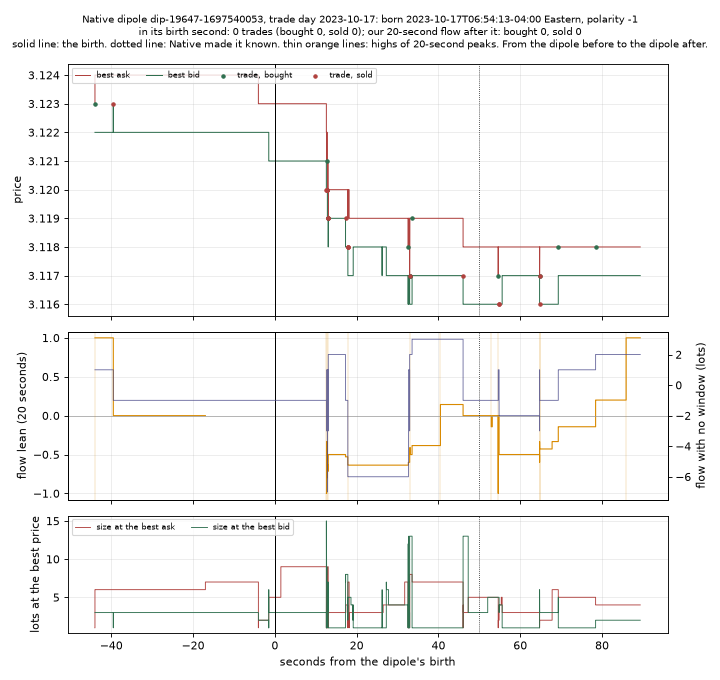 Native dipole dip-19647-1697540053, trade day 2023-10-17: born 2023-10-17T06:54:13-04:00 Eastern, polarity -1
in its birth second: 0 trades (bought 0, sold 0); our 20-second flow after it: bought 0, sold 0
solid line: the birth. dotted line: Native made it known. thin orange lines: highs of 20-second peaks. From the dipole before to the dipole after.
best ask
best bid
trade, bought
trade, sold
3.124
3.123
3.122
3.121
3.120
3.119
3.118
3.117
3.116
price
1.0
0.5
0.0
−0.5
−1.0
flow lean (20 seconds)
2
0
−2
−4
−6
flow with no window (lots)
size at the best ask
size at the best bid
15
10
5
lots at the best price
−40
−20
0
20
40
60
80
seconds from the dipole's birth